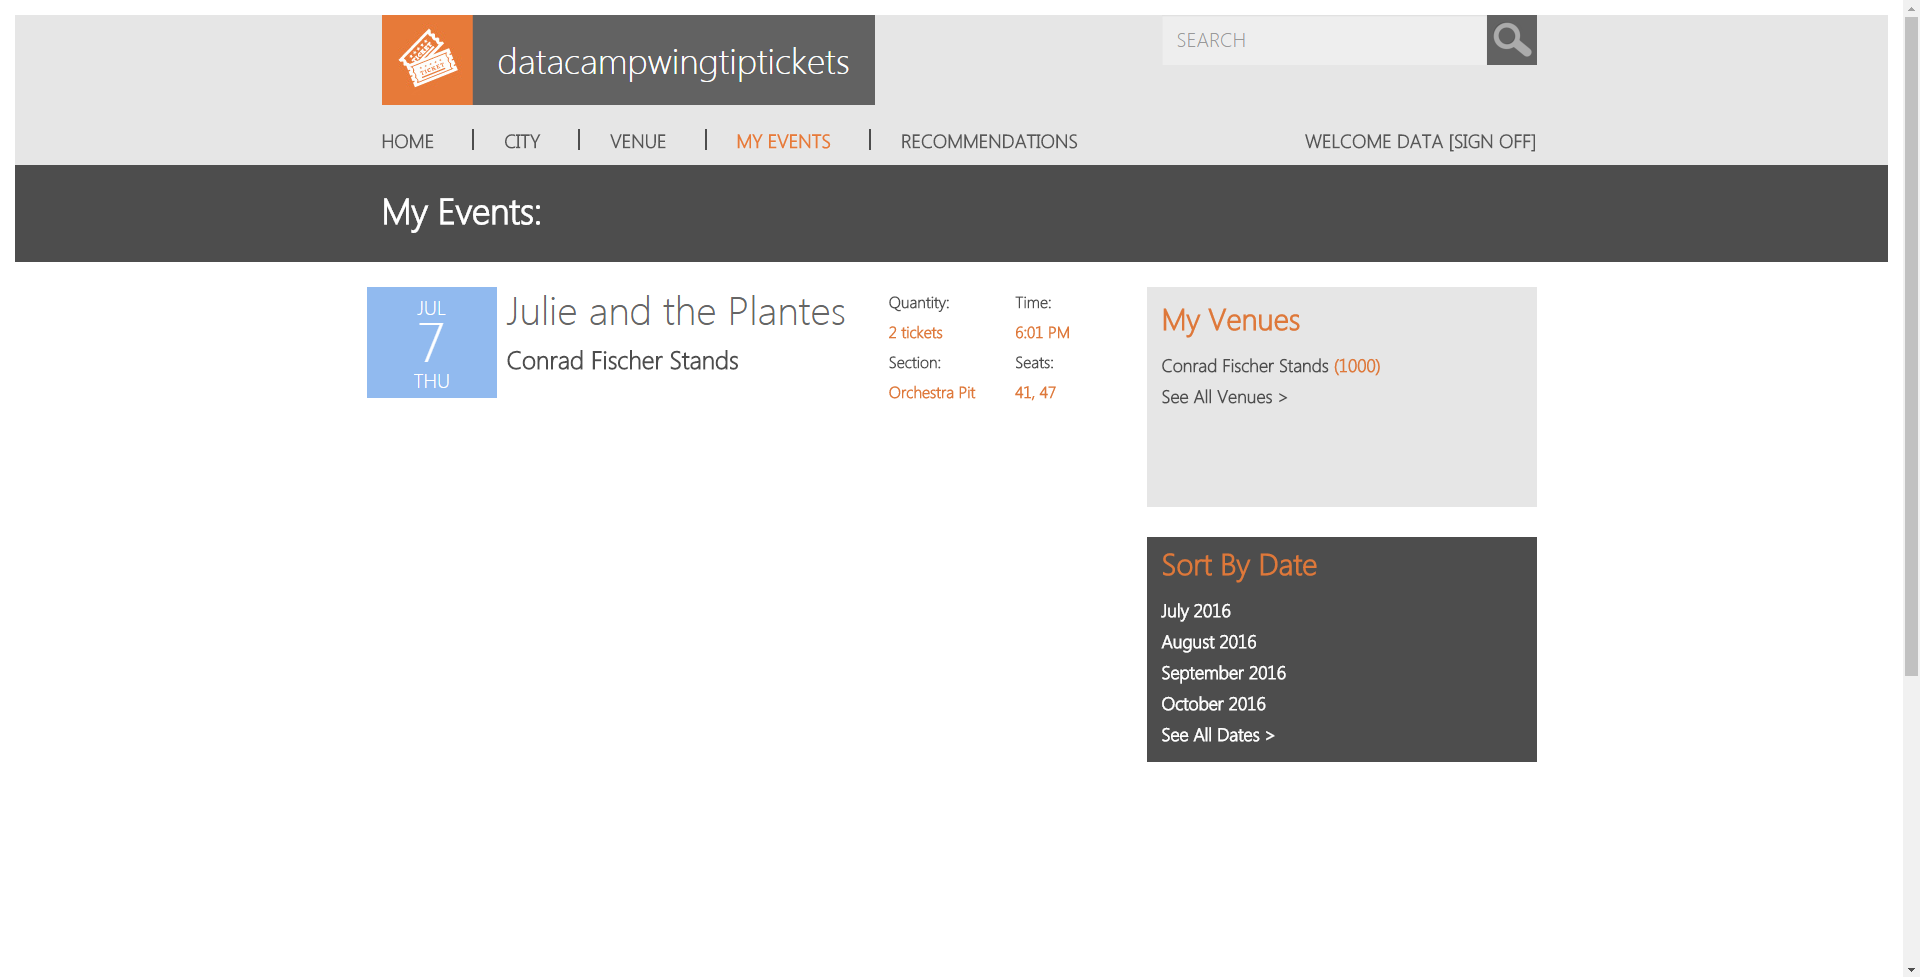 datacampwingtiptickets
SEARCH
HOME
CITY
VENUE
MY EVENTS
RECOMMENDATIONS
WELCOME DATA [SIGN OFF]
My Events:
JUL
7
THU
Julie and the Plantes
Conrad Fischer Stands
Quantity:
2 tickets
Section:
Orchestra Pit
Time:
6:01 PM
Seats:
41, 47
My Venues
Conrad Fischer Stands (1000)
See All Venues >
Sort By Date
July 2016
August 2016
September 2016
October 2016
See All Dates >